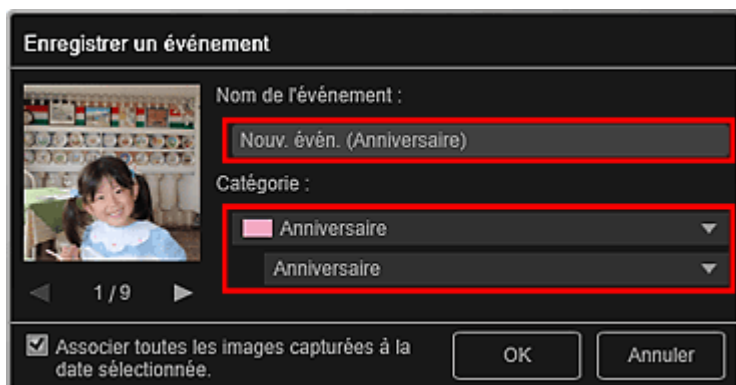 Enregistrer un événement
Nom de l'événement :
Nouv. évén. (Anniversaire)
Catégorie :
Anniversaire
Anniversaire
1/9
Associer toutes les images capturées à la
date sélectionnée.
OK
Annuler